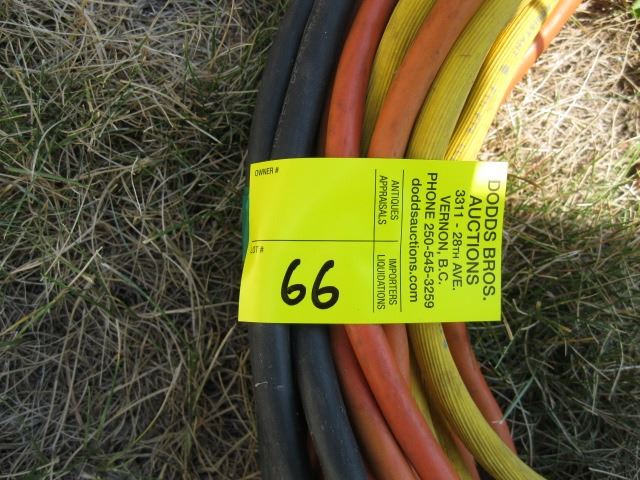 DODDS BROS.
AUCTIONS
3311 - 28TH AVE.
VERNON, B.C.
PHONE 250-545-3259
doddsauctions.com
ANTIQUES
APPRAISALS
IMPORTERS
LIQUIDATIONS
OWNER #
LOT #
66